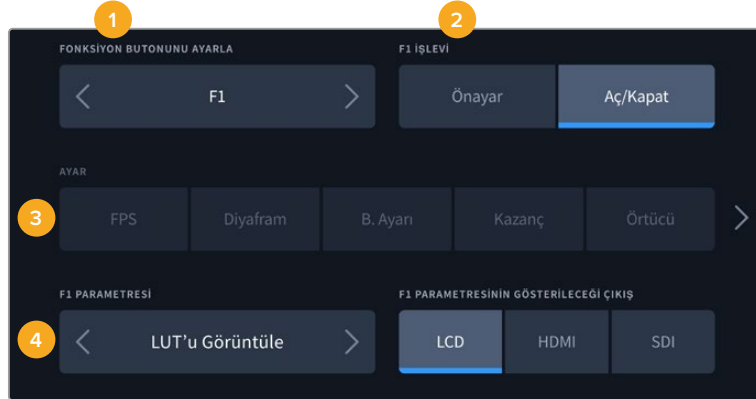 1
2
FONKSİYON BUTONUNU AYARLA
F1 İŞLEVİ
F1
Önayar
Aç/Kapat
AYAR
3
FPS
Diyafram
B. Ayarı
Kazanç
Örtücü
F1 PARAMETRESİ
F1 PARAMETRESİNİN GÖSTERİLECEĞİ ÇIKIŞ
4
LUT’u Görüntüle
LCD
HDMI
SDI